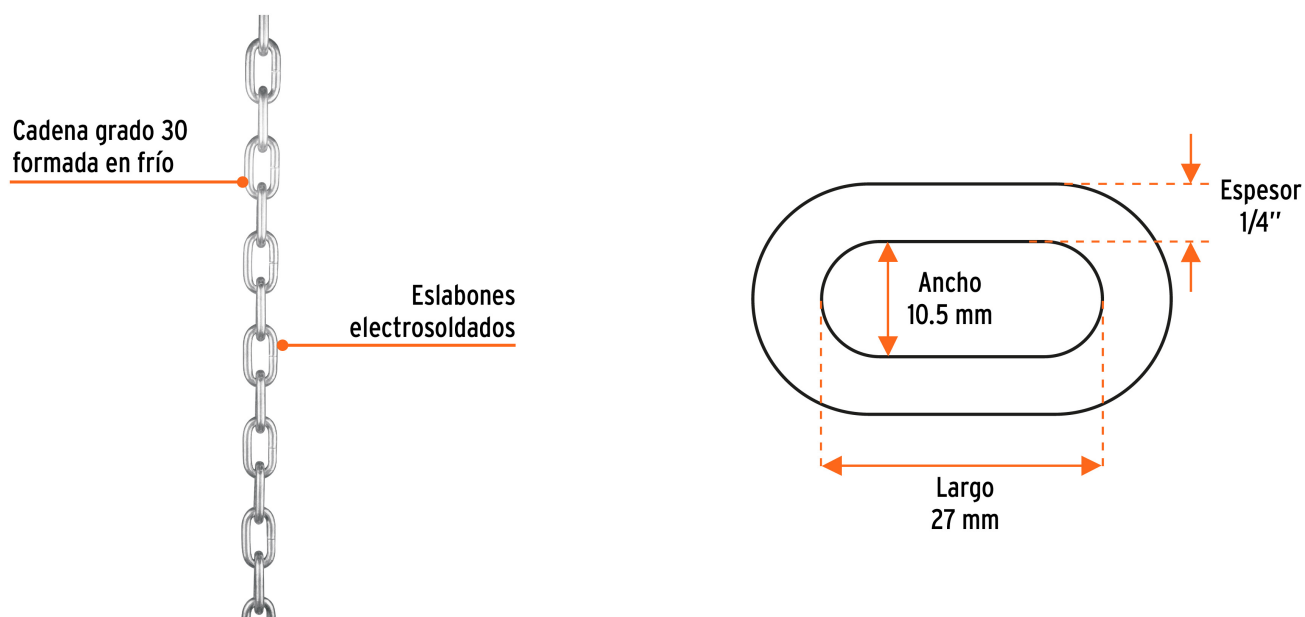 Cadena grado 30
formada en frío
Eslabones
electrosoldados
Espesor
1/4"
Ancho
10.5 mm
Largo
27 mm